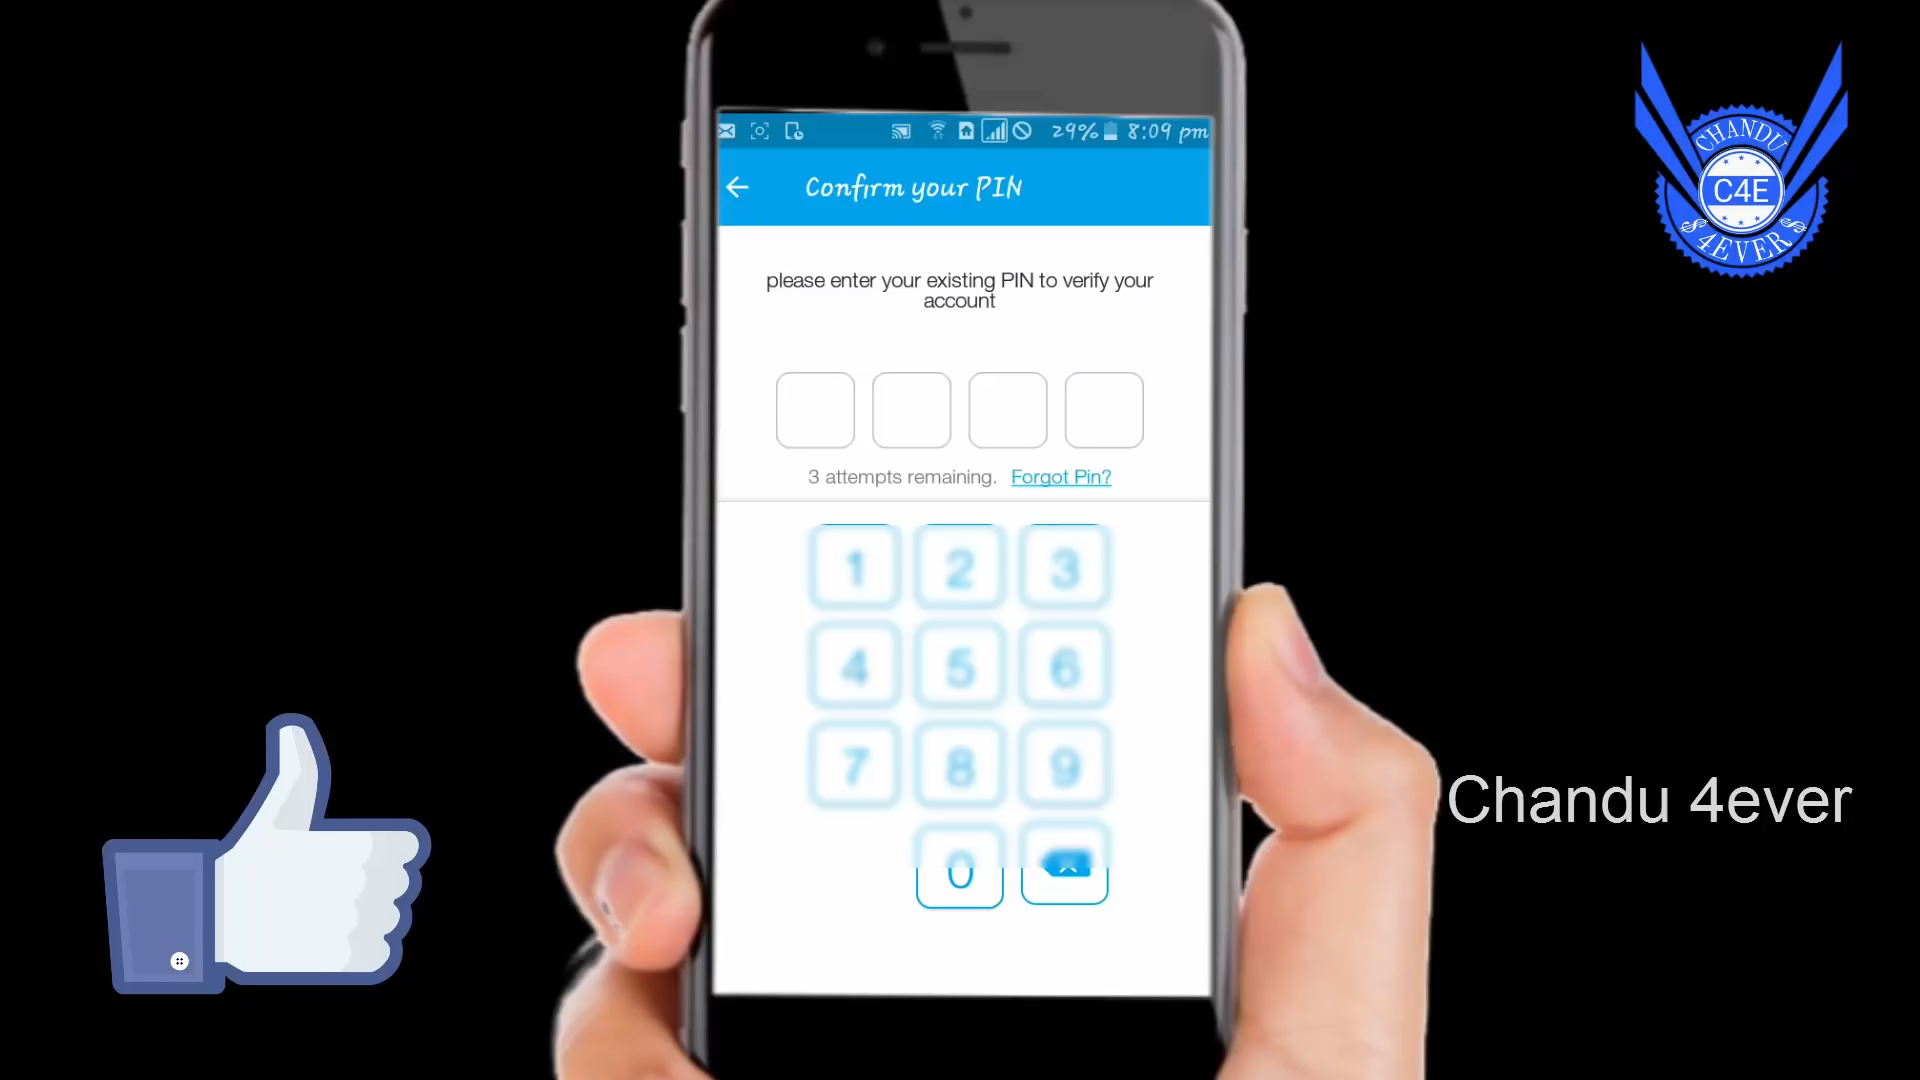 29% 8:09 pm
Confirm your PIN
please enter your existing PIN to verify your
account
3 attempts remaining. Forgot Pin?
1 2 3
4 5 6
7 8 9
0
CHANDU
C4E
$ 4EVER $
Chandu 4ever